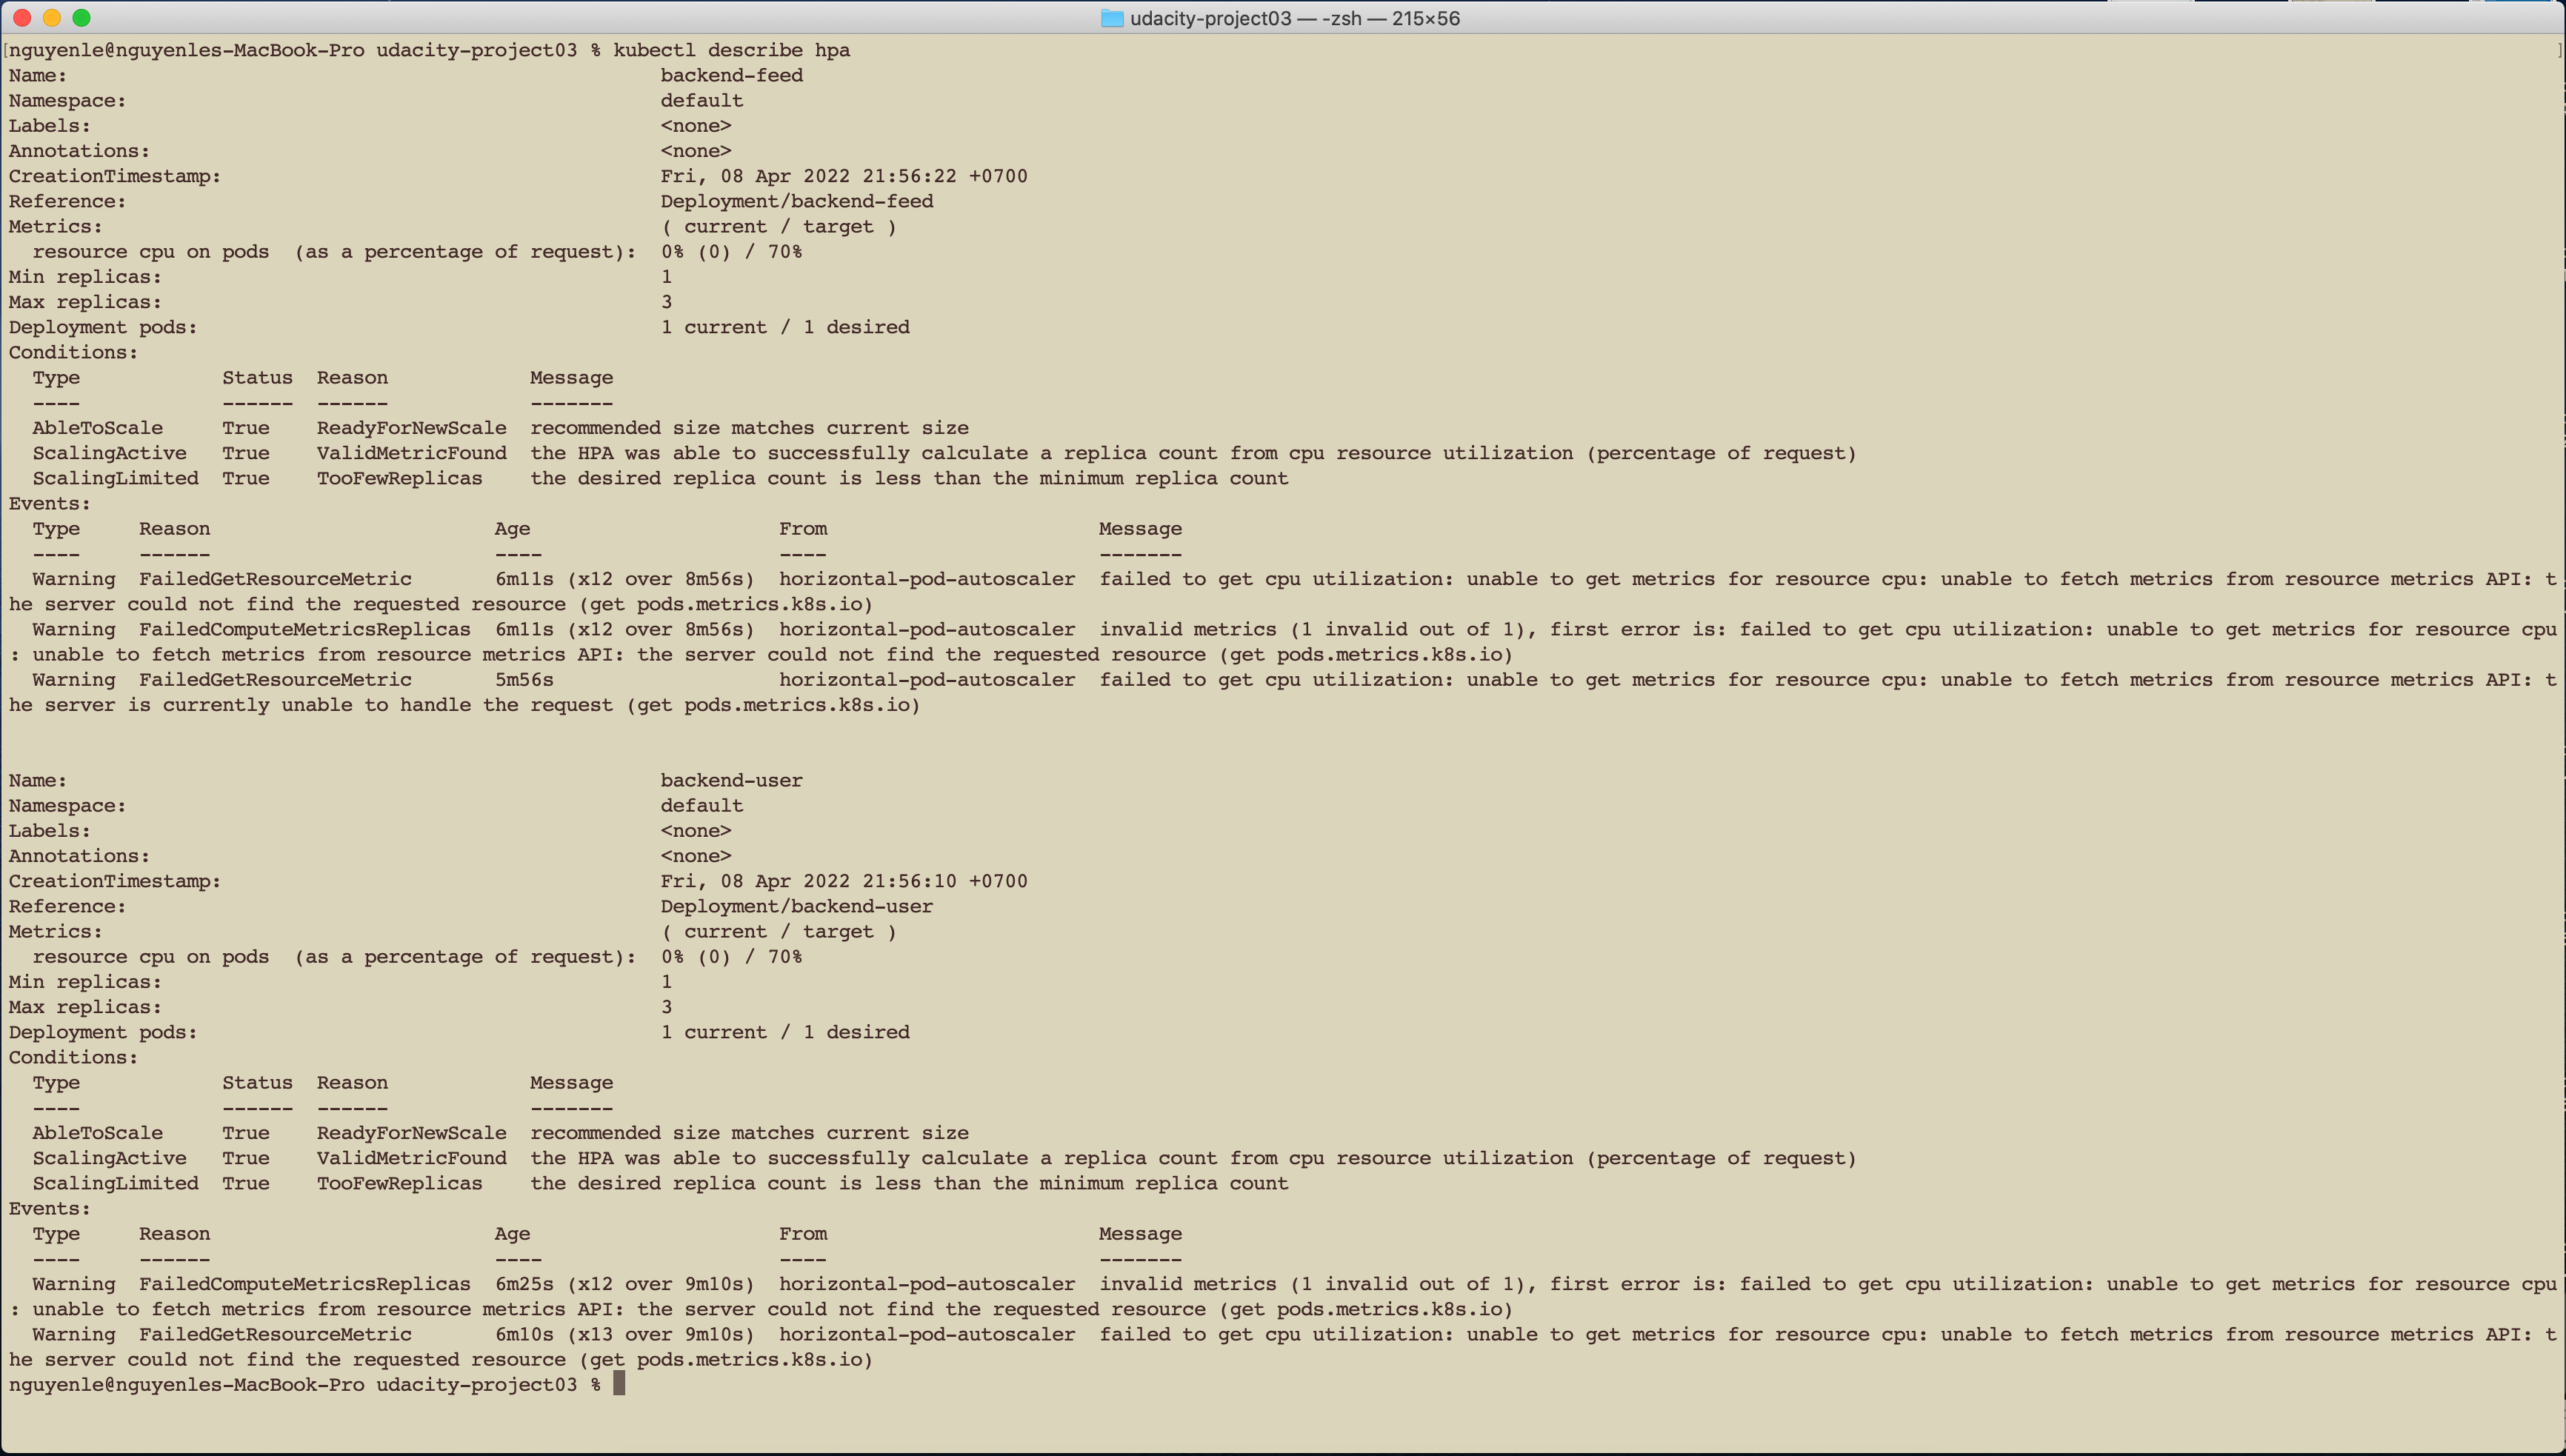 udacity-project03 — -zsh — 215×56
[nguyenle@nguyenles-MacBook-Pro udacity-project03 % kubectl describe hpa ]
Name: backend-feed
Namespace: default
Labels: <none>
Annotations: <none>
CreationTimestamp: Fri, 08 Apr 2022 21:56:22 +0700
Reference: Deployment/backend-feed
Metrics: ( current / target )
resource cpu on pods (as a percentage of request): 0% (0) / 70%
Min replicas: 1
Max replicas: 3
Deployment pods: 1 current / 1 desired
Conditions:
Type Status Reason Message
---- ------ ------ -------
AbleToScale True ReadyForNewScale recommended size matches current size
ScalingActive True ValidMetricFound the HPA was able to successfully calculate a replica count from cpu resource utilization (percentage of request)
ScalingLimited True TooFewReplicas the desired replica count is less than the minimum replica count
Events:
Type Reason Age From Message
---- ------ ---- ---- -------
Warning FailedGetResourceMetric 6m11s (x12 over 8m56s) horizontal-pod-autoscaler failed to get cpu utilization: unable to get metrics for resource cpu: unable to fetch metrics from resource metrics API: t
he server could not find the requested resource (get pods.metrics.k8s.io)
Warning FailedComputeMetricsReplicas 6m11s (x12 over 8m56s) horizontal-pod-autoscaler invalid metrics (1 invalid out of 1), first error is: failed to get cpu utilization: unable to get metrics for resource cpu
: unable to fetch metrics from resource metrics API: the server could not find the requested resource (get pods.metrics.k8s.io)
Warning FailedGetResourceMetric 5m56s horizontal-pod-autoscaler failed to get cpu utilization: unable to get metrics for resource cpu: unable to fetch metrics from resource metrics API: t
he server is currently unable to handle the request (get pods.metrics.k8s.io)
Name: backend-user
Namespace: default
Labels: <none>
Annotations: <none>
CreationTimestamp: Fri, 08 Apr 2022 21:56:10 +0700
Reference: Deployment/backend-user
Metrics: ( current / target )
resource cpu on pods (as a percentage of request): 0% (0) / 70%
Min replicas: 1
Max replicas: 3
Deployment pods: 1 current / 1 desired
Conditions:
Type Status Reason Message
---- ------ ------ -------
AbleToScale True ReadyForNewScale recommended size matches current size
ScalingActive True ValidMetricFound the HPA was able to successfully calculate a replica count from cpu resource utilization (percentage of request)
ScalingLimited True TooFewReplicas the desired replica count is less than the minimum replica count
Events:
Type Reason Age From Message
---- ------ ---- ---- -------
Warning FailedComputeMetricsReplicas 6m25s (x12 over 9m10s) horizontal-pod-autoscaler invalid metrics (1 invalid out of 1), first error is: failed to get cpu utilization: unable to get metrics for resource cpu
: unable to fetch metrics from resource metrics API: the server could not find the requested resource (get pods.metrics.k8s.io)
Warning FailedGetResourceMetric 6m10s (x13 over 9m10s) horizontal-pod-autoscaler failed to get cpu utilization: unable to get metrics for resource cpu: unable to fetch metrics from resource metrics API: t
he server could not find the requested resource (get pods.metrics.k8s.io)
nguyenle@nguyenles-MacBook-Pro udacity-project03 %